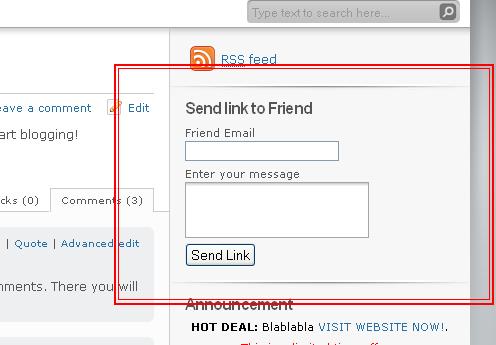 Type text to search here...
RSS feed
eave a comment Edit
art blogging!
Send link to Friend
Friend Email
Enter your message
cks (0) Comments (3)
| Quote | Advanced edit
Send Link
mments. There you will
Announcement
HOT DEAL: Blablabla VISIT WEBSITE NOW!.